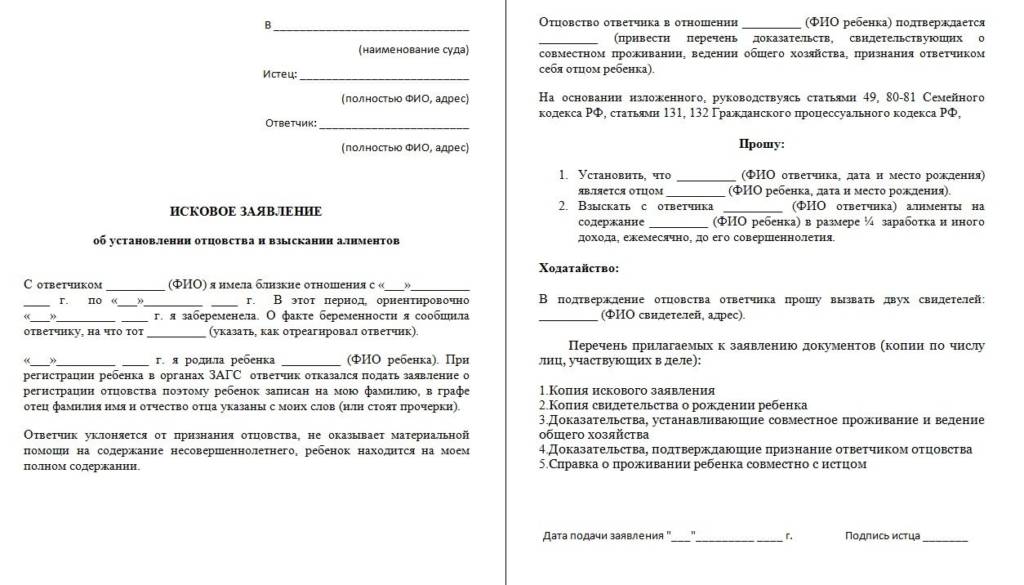 В ______________________________
(наименование суда)
Истец: __________________________
(полностью ФИО, адрес)
Ответчик: _______________________
(полностью ФИО, адрес)
ИСКОВОЕ ЗАЯВЛЕНИЕ
об установлении отцовства и взыскании алиментов
С ответчиком _________ (ФИО) я имела близкие отношения с «___»_________
____ г. по «___»_________ ____ г. В этот период, ориентировочно
«___»_________ ____ г. я забеременела. О факте беременности я сообщила
ответчику, на что тот _________ (указать, как отреагировал ответчик).
«___»_________ ____ г. я родила ребенка _________ (ФИО ребенка). При
регистрации ребенка в органах ЗАГС ответчик отказался подать заявление о
регистрации отцовства поэтому ребенок записан на мою фамилию, в графе
отец фамилия имя и отчество отца указаны с моих слов (или стоят прочерки).
Ответчик уклоняется от признания отцовства, не оказывает материальной
помощи на содержание несовершеннолетнего, ребенок находится на моем
полном содержании.
Отцовство ответчика в отношении _________ (ФИО ребенка) подтверждается
_________ (привести перечень доказательств, свидетельствующих о
совместном проживании, ведении общего хозяйства, признания ответчиком
себя отцом ребенка).
На основании изложенного, руководствуясь статьями 49, 80-81 Семейного
кодекса РФ, статьями 131, 132 Гражданского процессуального кодекса РФ,
Прошу:
1. Установить, что _________ (ФИО ответчика, дата и место рождения)
является отцом _________ (ФИО ребенка, дата и место рождения).
2. Взыскать с ответчика _________ (ФИО ответчика) алименты на
содержание _________ (ФИО ребенка) в размере ¼ заработка и иного
дохода, ежемесячно, до его совершеннолетия.
Ходатайство:
В подтверждение отцовства ответчика прошу вызвать двух свидетелей:
_________ (ФИО свидетелей, адрес).
Перечень прилагаемых к заявлению документов (копии по числу
лиц, участвующих в деле):
1.Копия искового заявления
2.Копия свидетельства о рождении ребенка
3.Доказательства, устанавливающие совместное проживание и ведение
общего хозяйства
4.Доказательства, подтверждающие признание ответчиком отцовства
5.Справка о проживании ребенка совместно с истцом
Дата подачи заявления "___"_________ ____ г. Подпись истца _______